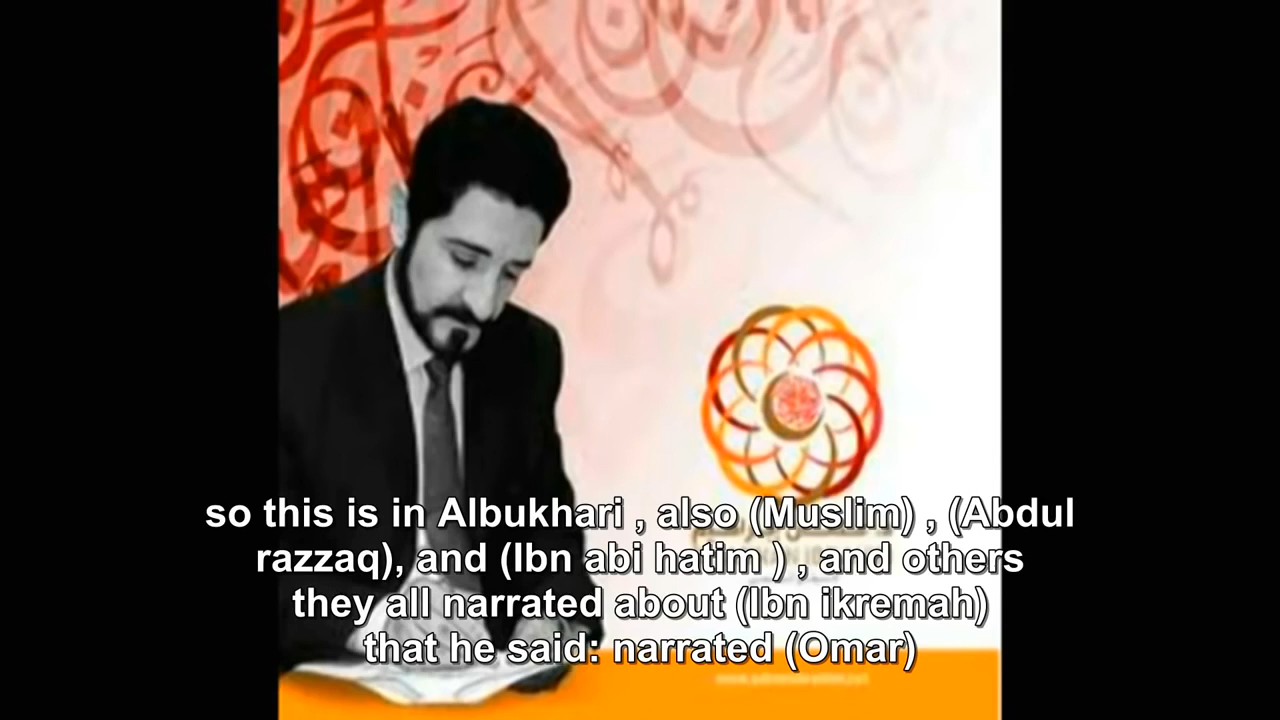 so this is in Albukhari , also (Muslim) , (Abdul
razzaq), and (Ibn abi hatim ) , and others
they all narrated about (Ibn ikremah)
that he said: narrated (Omar)